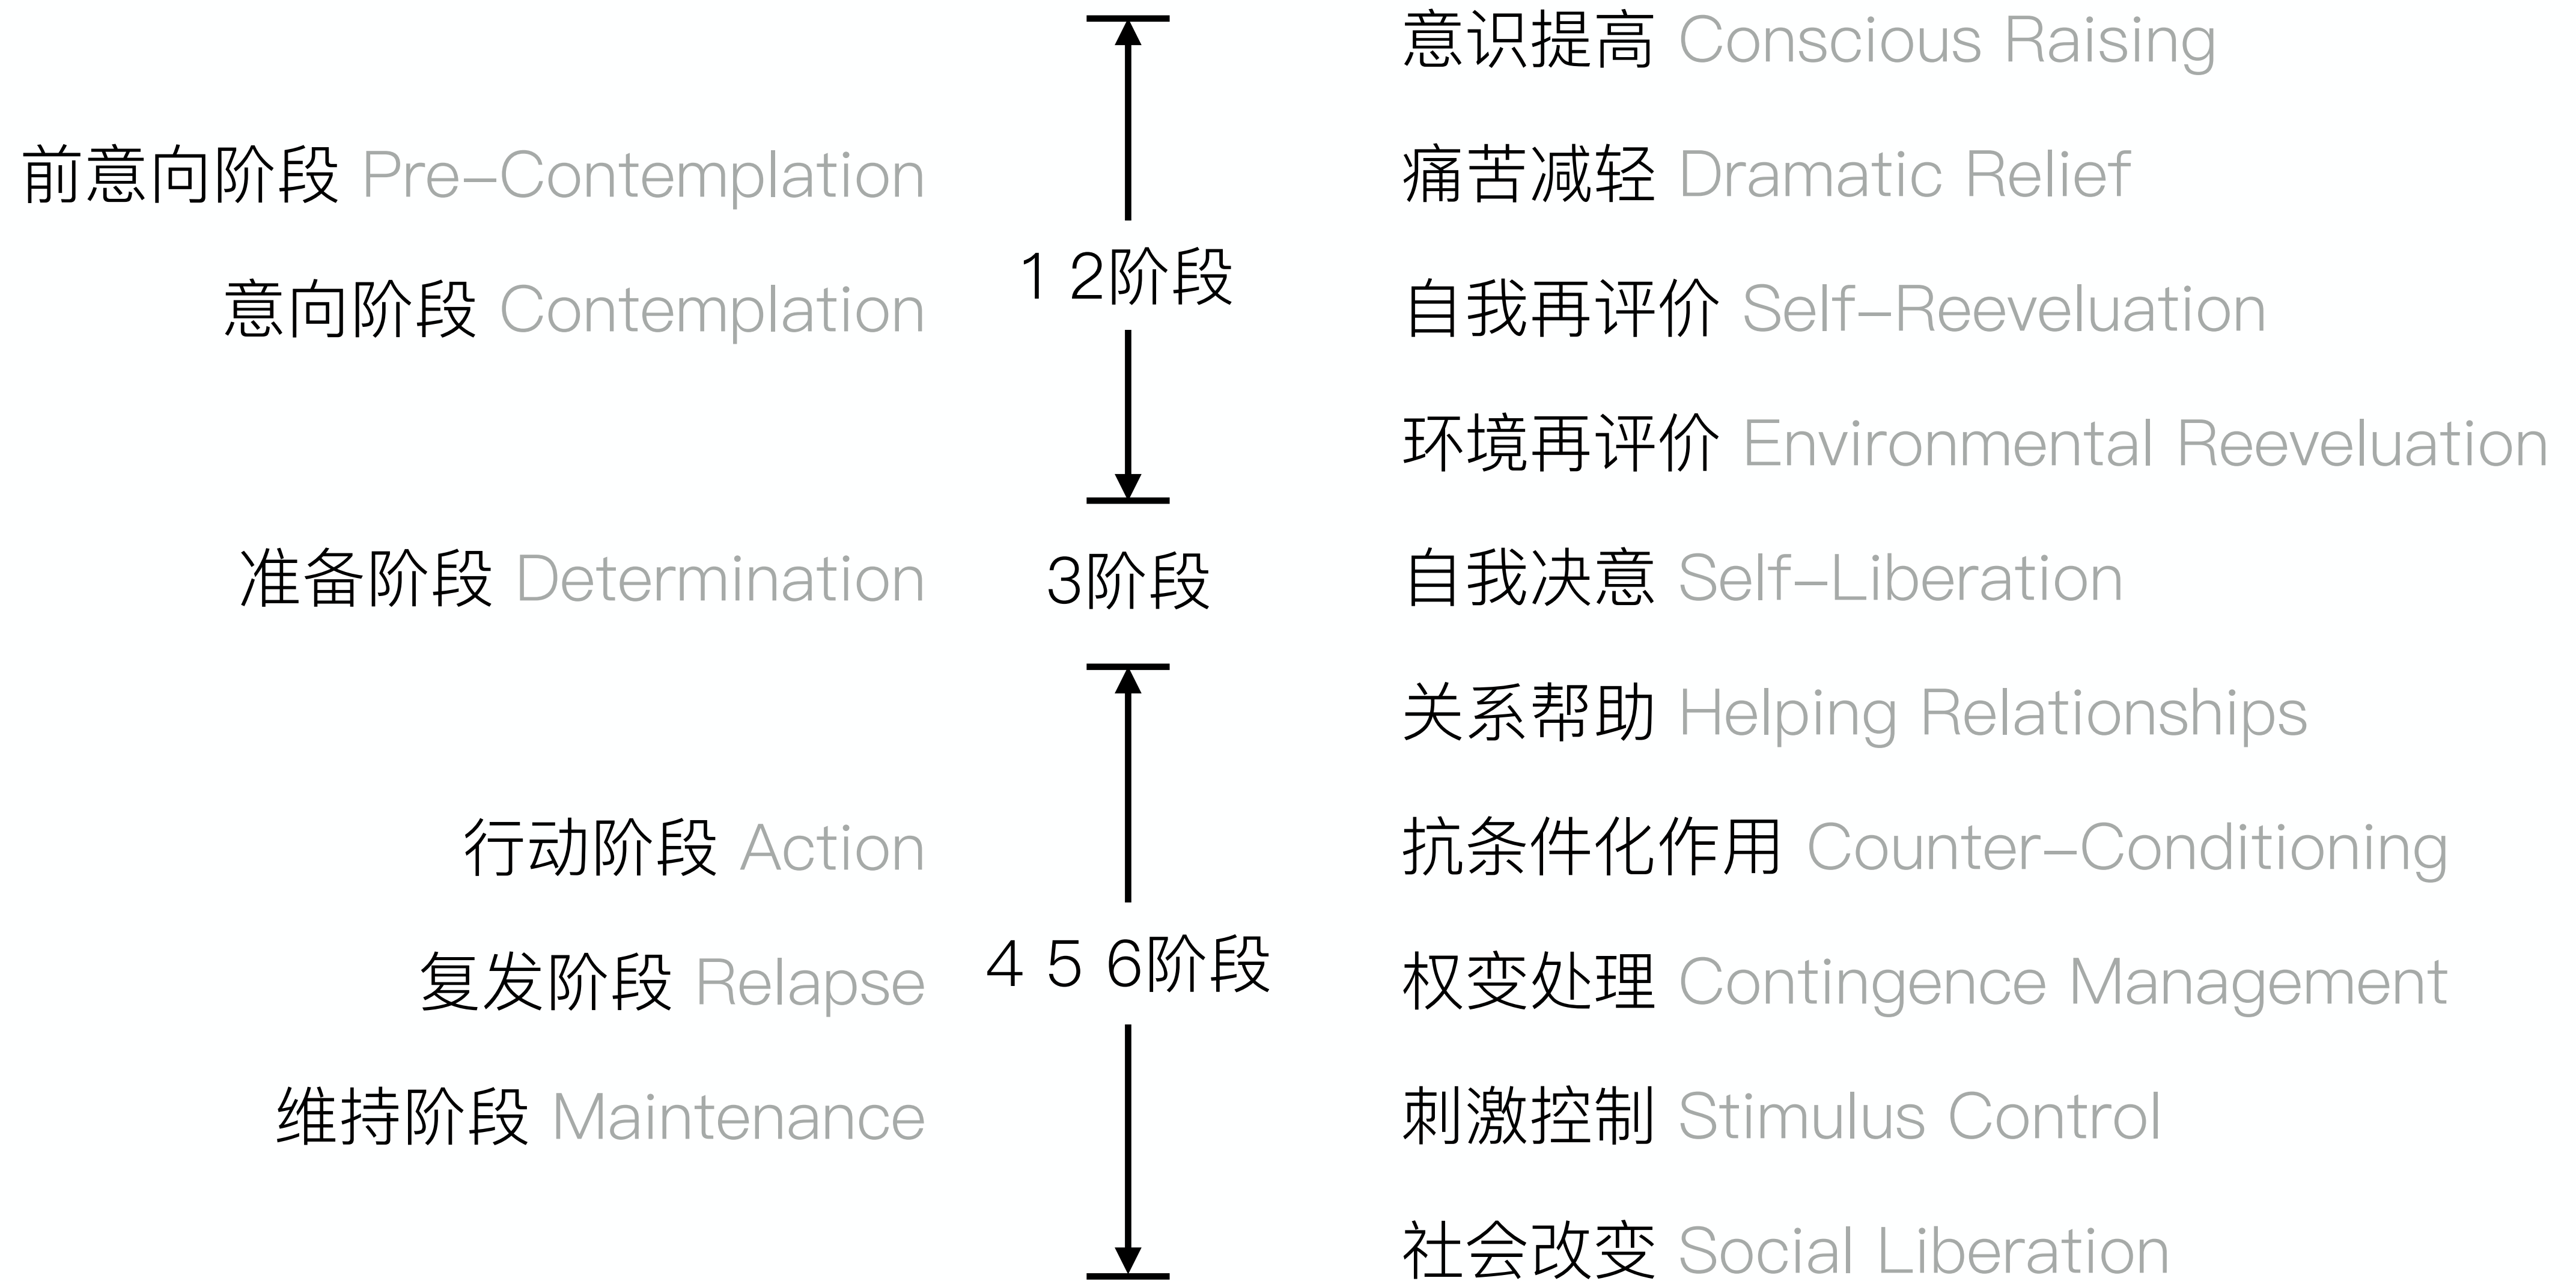 前意向阶段 Pre-Contemplation
意向阶段 Contemplation
准备阶段 Determination
行动阶段 Action
复发阶段 Relapse
维持阶段 Maintenance
1 2阶段
3阶段
4 5 6阶段
意识提高 Conscious Raising
痛苦减轻 Dramatic Relief
自我再评价 Self-Reeveluation
环境再评价 Environmental Reeveluation
自我决意 Self-Liberation
关系帮助 Helping Relationships
抗条件化作用 Counter-Conditioning
权变处理 Contingence Management
刺激控制 Stimulus Control
社会改变 Social Liberation